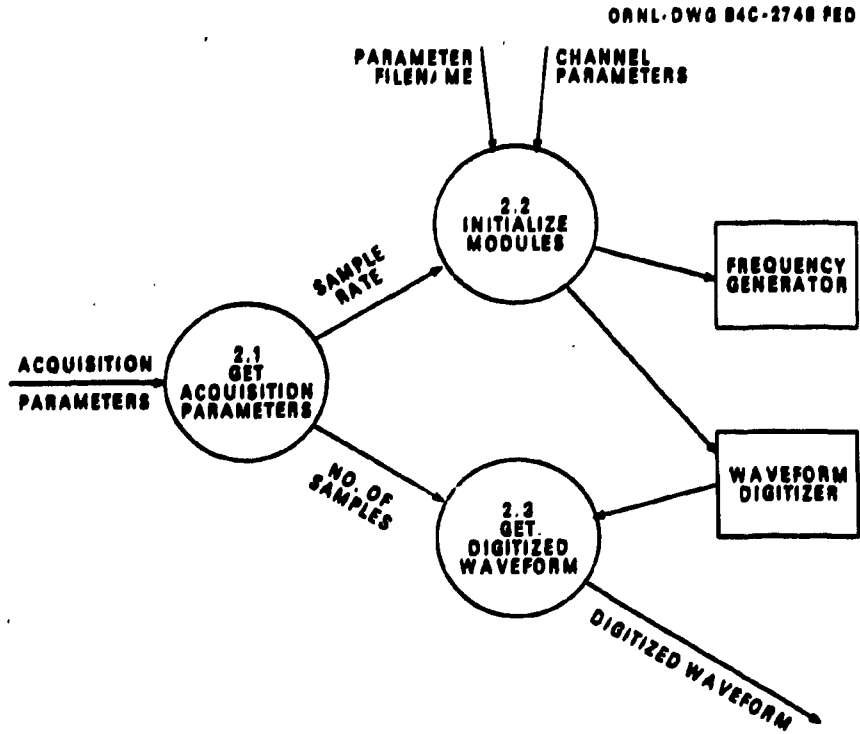 ORNL-DWG 84C-2748 FED
PARAMETER
FILENAME
CHANNEL
PARAMETERS
2.2
INITIALIZE
MODULES
SAMPLE
RATE
FREQUENCY
GENERATOR
ACQUISITION
PARAMETERS
2.1
GET
ACQUISITION
PARAMETERS
NO. OF
SAMPLES
2.3
GET
DIGITIZED
WAVEFORM
WAVEFORM
DIGITIZER
DIGITIZED WAVEFORM